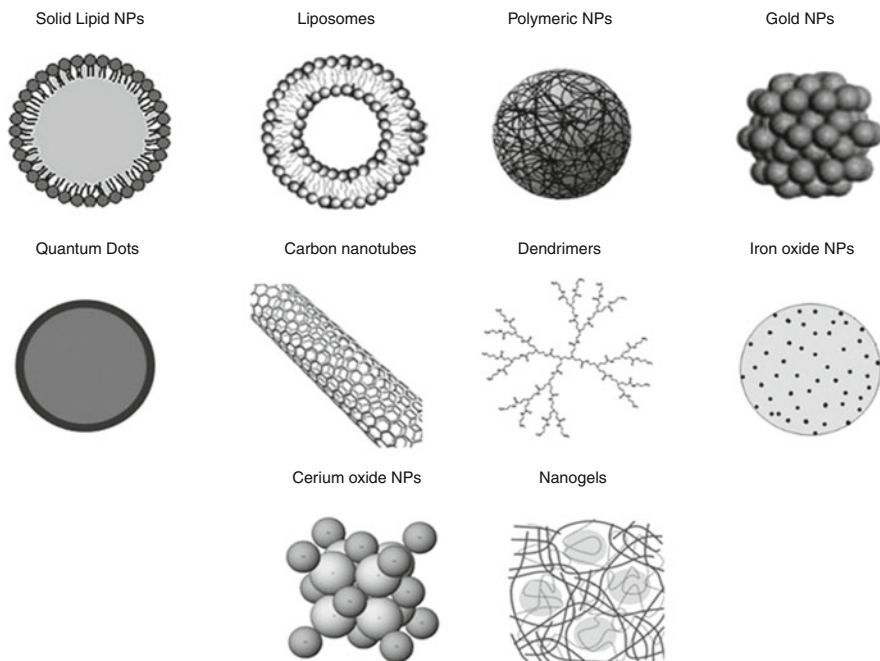 Solid Lipid NPs
Liposomes
Polymeric NPs
Gold NPs
Quantum Dots
Carbon nanotubes
Dendrimers
Iron oxide NPs
Cerium oxide NPs
Nanogels